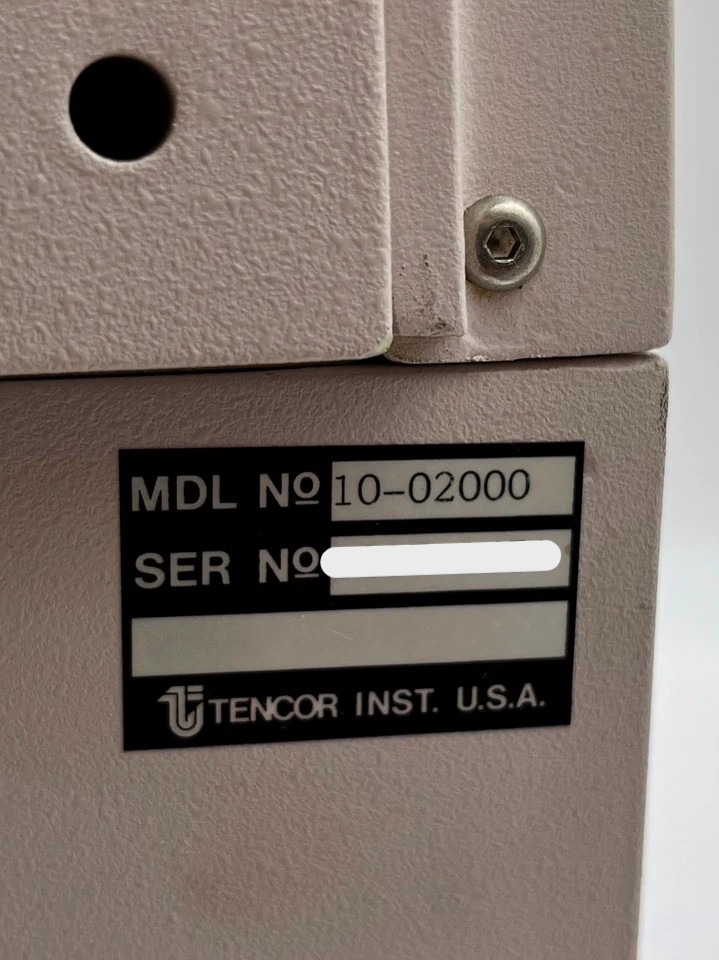 MDL Nº 10-02000
SER Nº
TENCOR INST. U.S.A.